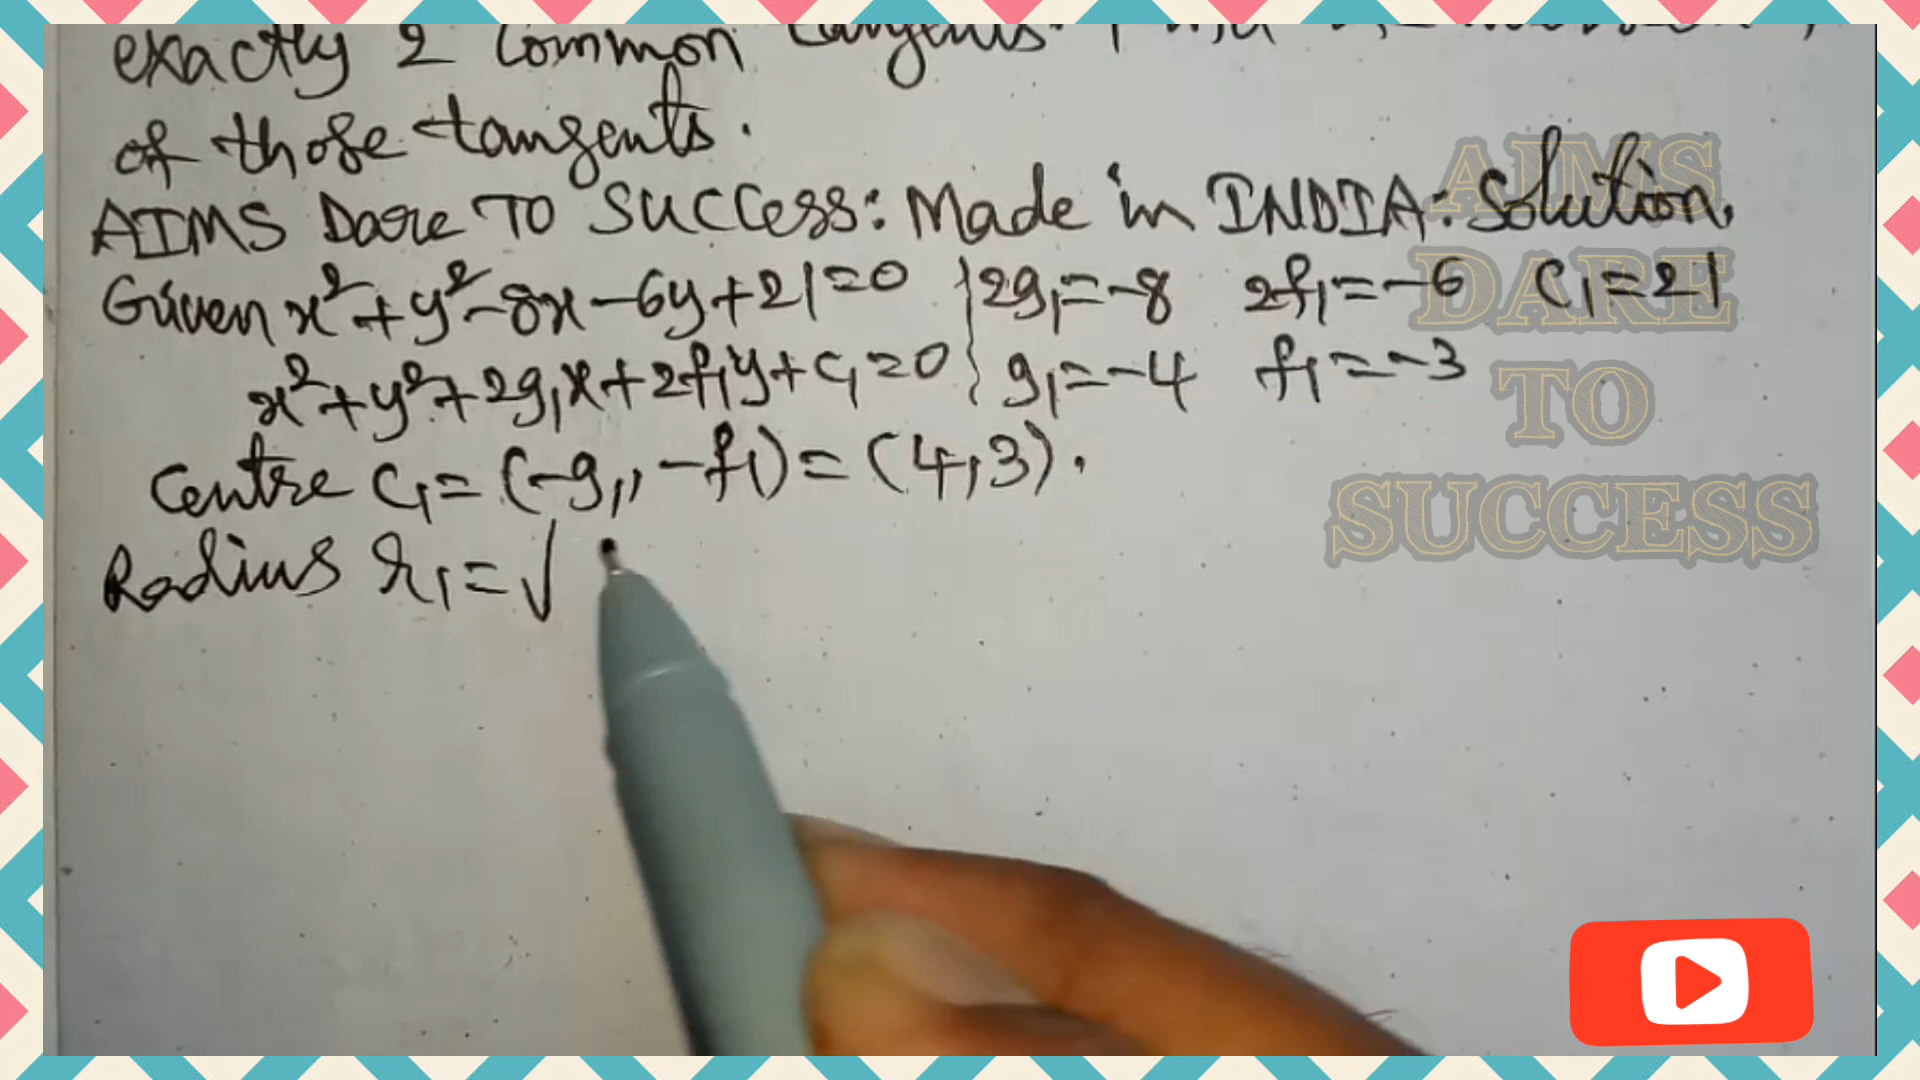 exactly 2 common tangents. Find
of those tangents.
AIMS Dare TO SUCCess: Made in INDIA: Solution.
Given x²+y²-8x-6y+21=0 } 2g₁=-8 2f₁=-6 c₁=21
x²+y²+2g₁x+2f₁y+c₁=0 } g₁=-4 f₁=-3
Centre C₁=(-g₁, -f₁)=(4,3).
Radius r₁=√
AIMS
DARE
TO
SUCCESS